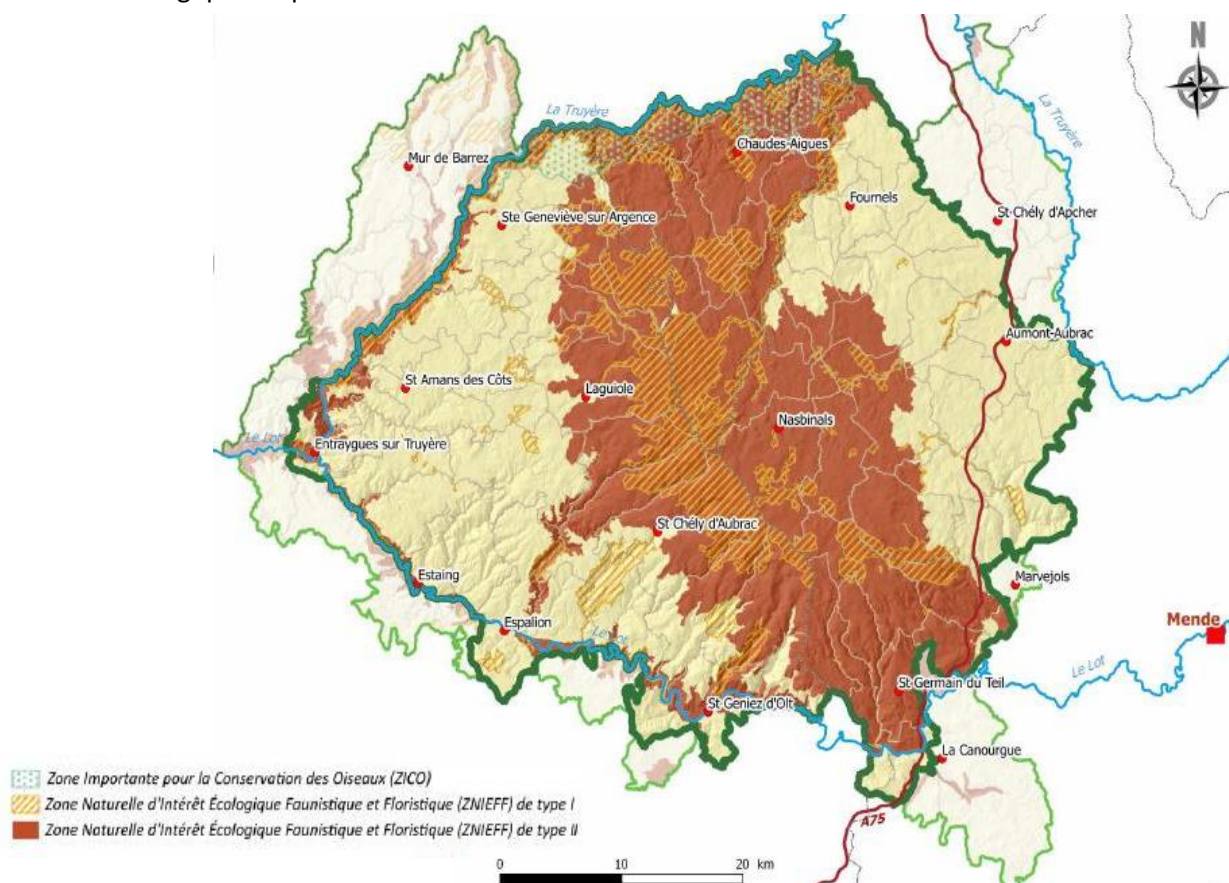 N
La Truyère
La Truyère
Mur de Barrez
Chaudes-Aigues
Fournels
St Chély d'Apcher
Ste Geneviève sur Argence
Aumont-Aubrac
St Amans des Côts
Laguiole
Nasbinals
Le Lot
Entraygues sur Truyère
St Chély d'Aubrac
Estaing
Marvejols
Mende
Espalion
Le Lot
Le Lot
St Germain du Teil
St Geniez d'Olt
La Canourgue
Zone Importante pour la Conservation des Oiseaux (ZICO)
Zone Naturelle d'Intérêt Écologique Faunistique et Floristique (ZNIEFF) de type I
Zone Naturelle d'Intérêt Écologique Faunistique et Floristique (ZNIEFF) de type II
A75
0 10 20 km